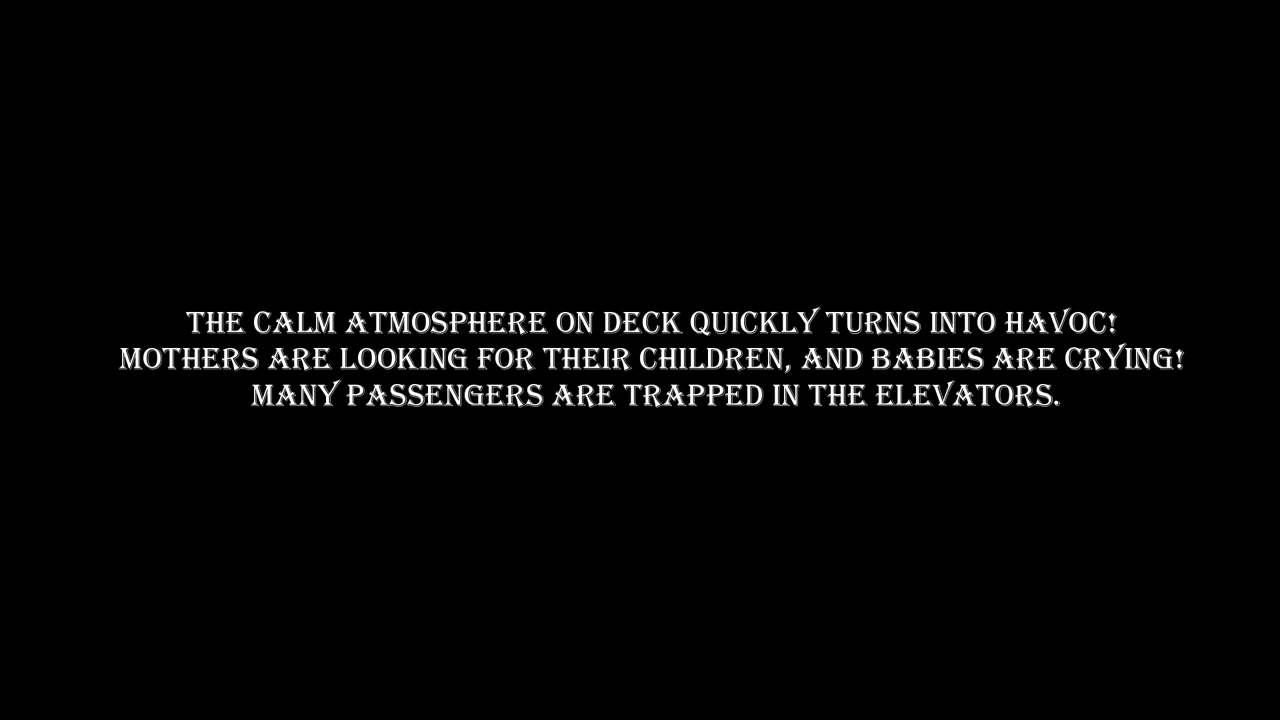 THE CALM ATMOSPHERE ON DECK QUICKLY TURNS INTO HAVOC!
MOTHERS ARE LOOKING FOR THEIR CHILDREN, AND BABIES ARE CRYING!
MANY PASSENGERS ARE TRAPPED IN THE ELEVATORS.